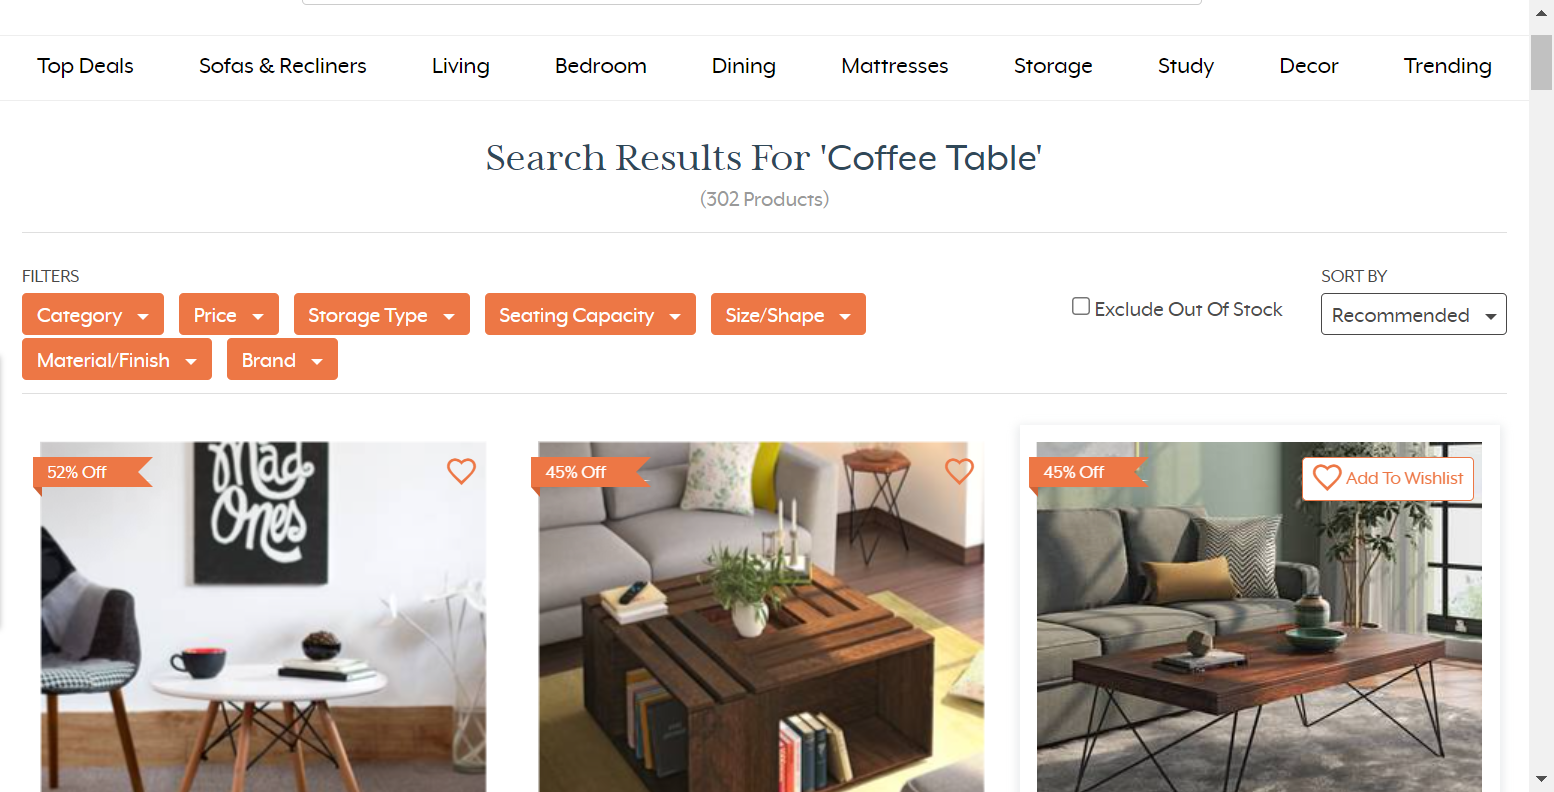 Top Deals Sofas & Recliners Living Bedroom Dining Mattresses Storage Study Decor Trending
Search Results For 'Coffee Table'
(302 Products)
FILTERS
SORT BY
Category Price Storage Type Seating Capacity Size/Shape
Exclude Out Of Stock
Recommended
Material/Finish Brand
52% Off
45% Off
45% Off
Add To Wishlist
Mad
Ones